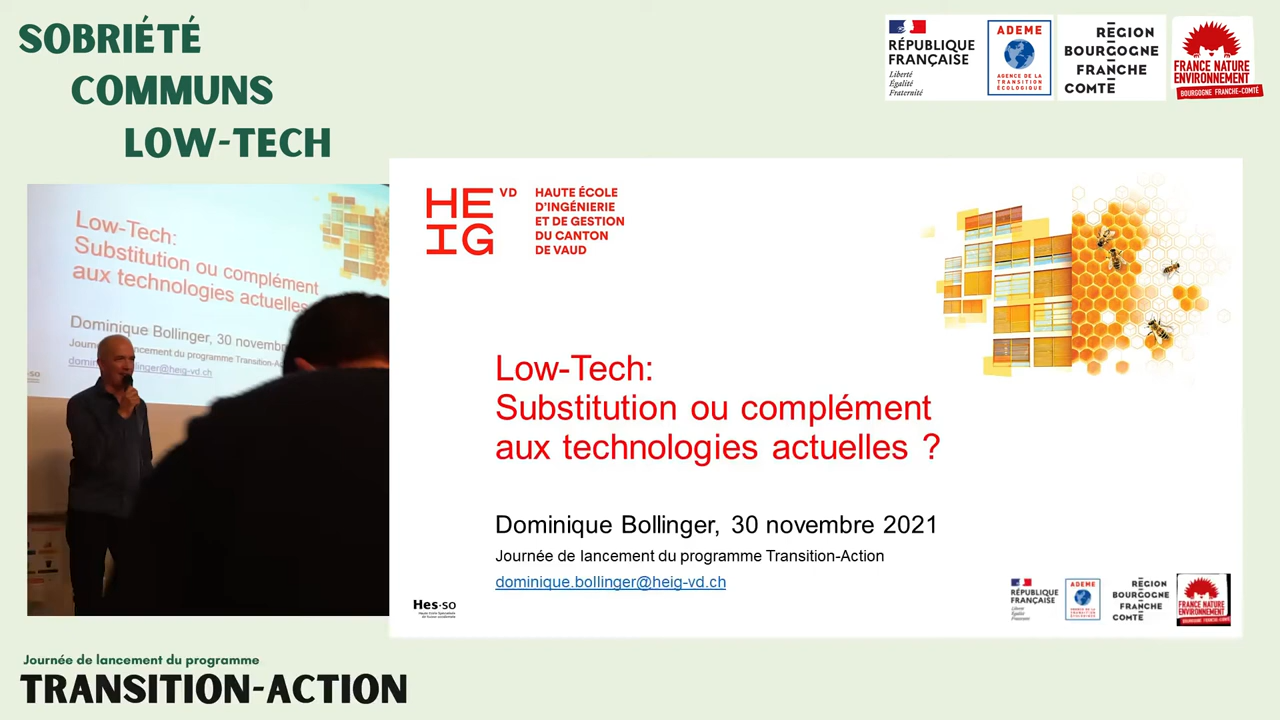 SOBRIÉTÉ
COMMUNS
LOW-TECH
RÉPUBLIQUE
FRANÇAISE
Liberté
Égalité
Fraternité
ADEME
AGENCE DE LA
TRANSITION
ÉCOLOGIQUE
RÉGION
BOURGOGNE
FRANCHE
COMTÉ
FRANCE NATURE
ENVIRONNEMENT
BOURGOGNE FRANCHE-COMTÉ
Low-Tech:
Substitution ou complément
aux technologies actuelles
Dominique Bollinger, 30 novembre
lancement du programme Transition-
HE VD
IG
HAUTE ÉCOLE
D'INGÉNIERIE
ET DE GESTION
DU CANTON
DE VAUD
Low-Tech:
Substitution ou complément
aux technologies actuelles ?
Dominique Bollinger, 30 novembre 2021
Journée de lancement du programme Transition-Action
dominique.bollinger@heig-vd.ch
Hes·so
RÉPUBLIQUE
FRANÇAISE
ADEME
RÉGION
BOURGOGNE
FRANCHE
COMTÉ
FRANCE NATURE
ENVIRONNEMENT
Journée de lancement du programme
TRANSITION-ACTION